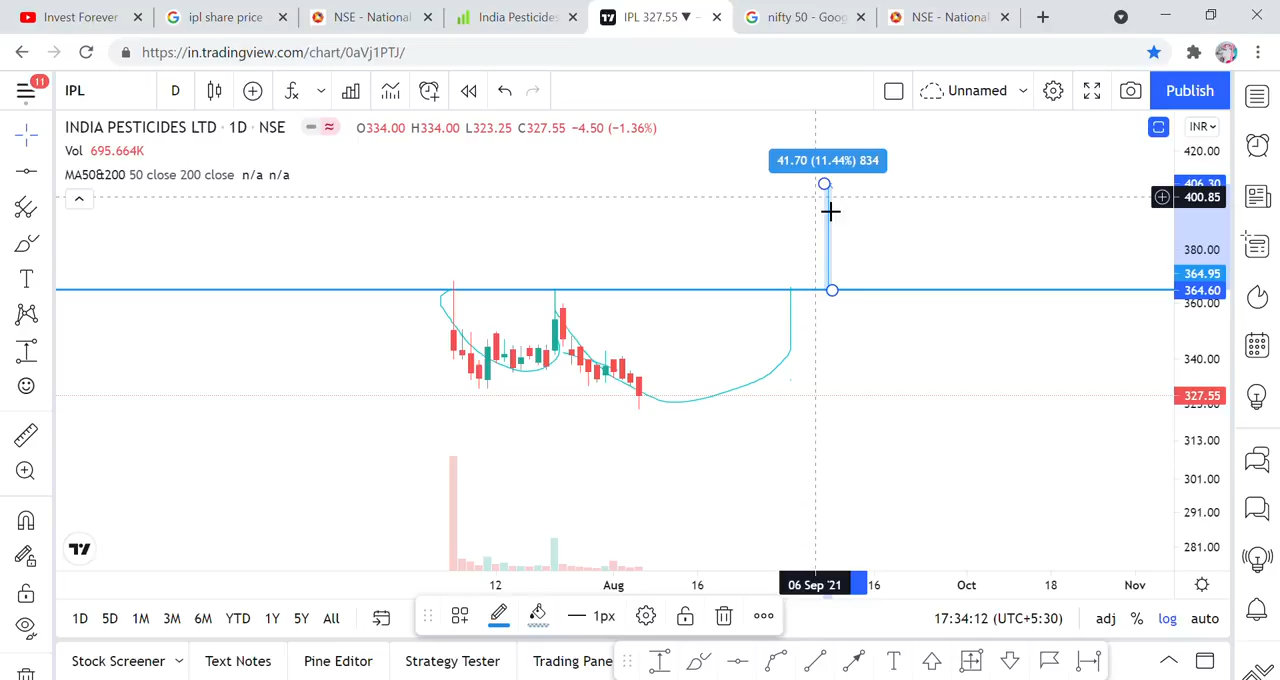 Invest Forever
ipl share price
NSE - National
India Pesticides
IPL 327.55 ▼
nifty 50 - Goog
NSE - National
https://in.tradingview.com/chart/0aVj1PTJ/
11
IPL
D
Unnamed
Publish
INDIA PESTICIDES LTD · 1D · NSE
O334.00 H334.00 L323.25 C327.55 −4.50 (−1.36%)
INR
Vol 695.664K
MA50&200 50 close 200 close n/a n/a
41.70 (11.44%) 834
420.00
406.30
400.85
380.00
364.95
364.60
360.00
340.00
327.55
313.00
301.00
291.00
281.00
12
Aug
16
06 Sep '21
16
Oct
18
Nov
1D 5D 1M 3M 6M YTD 1Y 5Y All
1px
17:34:12 (UTC+5:30)
adj % log auto
Stock Screener
Text Notes
Pine Editor
Strategy Tester
Trading Pane